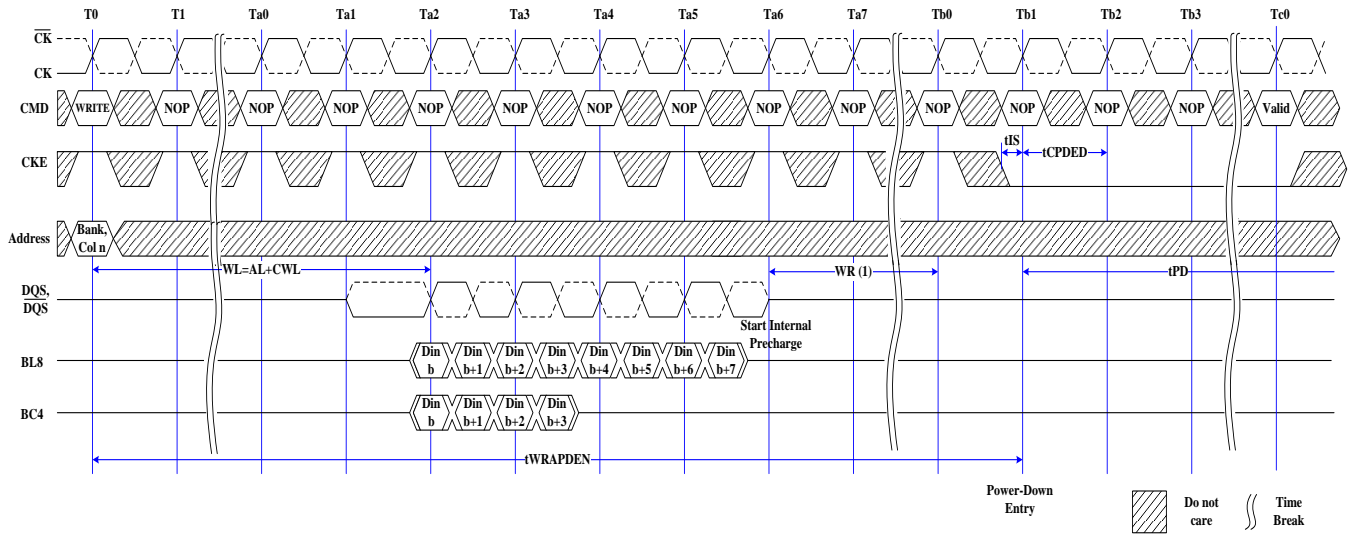 T0 T1 Ta0 Ta1 Ta2 Ta3 Ta4 Ta5 Ta6 Ta7 Tb0 Tb1 Tb2 Tb3 Tc0
CK
CK
CMD WRITE NOP NOP NOP NOP NOP NOP NOP NOP NOP NOP NOP NOP NOP Valid
tIS
CKE tCPDED
Address Bank,
Col n
WL=AL+CWL WR (1) tPD
DQS,
DQS
Start Internal
Precharge
BL8 Din Din Din Din Din Din Din Din
b b+1 b+2 b+3 b+4 b+5 b+6 b+7
BC4 Din Din Din Din
b b+1 b+2 b+3
tWRAPDEN
Power-Down
Entry
Do not
care
Time
Break